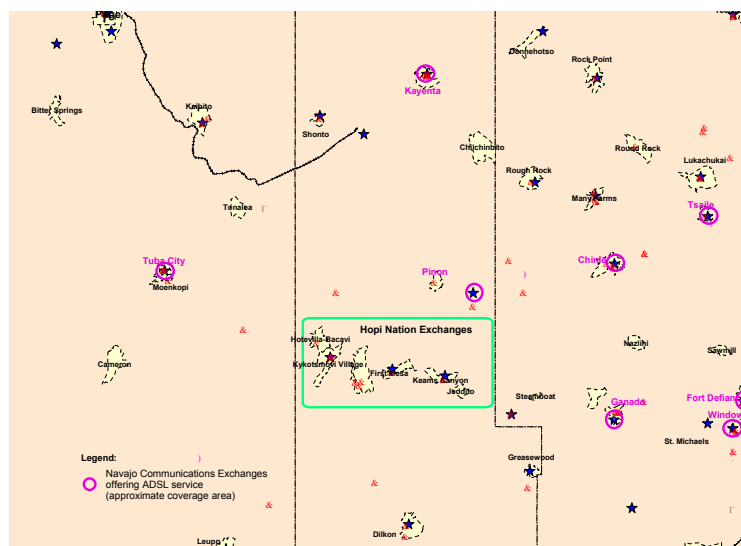 Bitter Springs
Kaibito
Shonto
Kayenta
Dennehotso
Rock Point
Chilchinbito
Rough Rock
Round Rock
Lukachukai
Many Farms
Tsaile
Tonalea
Tuba City
Moenkopi
Pinon
Chinle
Hopi Nation Exchanges
Hotevilla-Bacavi
Kykotsmovi Village
First Mesa
Keams Canyon
Jeddito
Cameron
Nazlini
Sawmill
Steamboat
Ganado
Fort Defian
Window
St. Michaels
Greasewood
Legend:
Navajo Communications Exchanges
offering ADSL service
(approximate coverage area)
Dilkon
Leupp